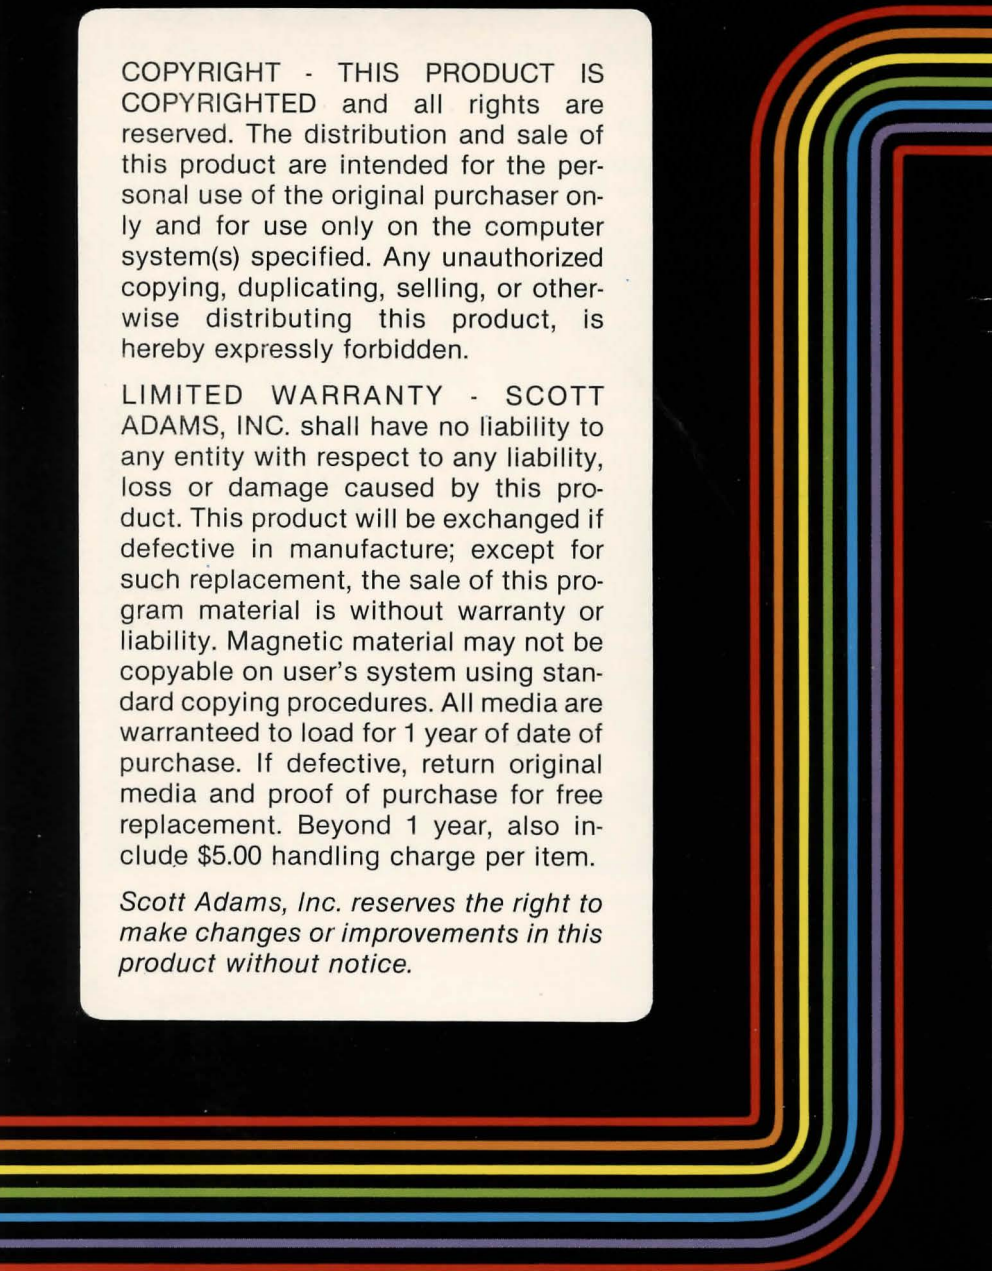 COPYRIGHT - THIS PRODUCT IS
COPYRIGHTED and all rights are
reserved. The distribution and sale of
this product are intended for the per-
sonal use of the original purchaser on-
ly and for use only on the computer
system(s) specified. Any unauthorized
copying, duplicating, selling, or other-
wise distributing this product, is
hereby expressly forbidden.
LIMITED WARRANTY - SCOTT
ADAMS, INC. shall have no liability to
any entity with respect to any liability,
loss or damage caused by this pro-
duct. This product will be exchanged if
defective in manufacture; except for
such replacement, the sale of this pro-
gram material is without warranty or
liability. Magnetic material may not be
copyable on user's system using stan-
dard copying procedures. All media are
warranteed to load for 1 year of date of
purchase. If defective, return original
media and proof of purchase for free
replacement. Beyond 1 year, also in-
clude $5.00 handling charge per item.
Scott Adams, Inc. reserves the right to
make changes or improvements in this
product without notice.